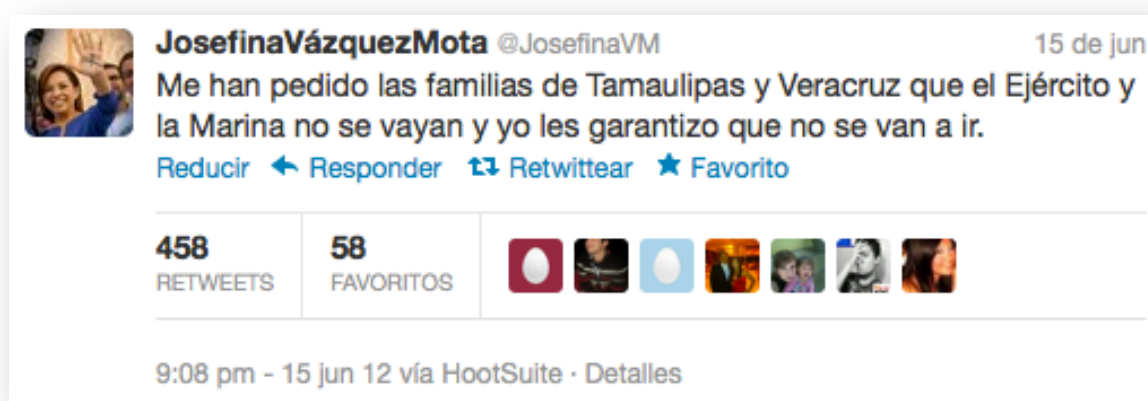 JosefinaVázquezMota @JosefinaVM 15 de jun
Me han pedido las familias de Tamaulipas y Veracruz que el Ejército y
la Marina no se vayan y yo les garantizo que no se van a ir.
Reducir Responder Retwittear Favorito
458 58
RETWEETS FAVORITOS
9:08 pm - 15 jun 12 vía HootSuite · Detalles